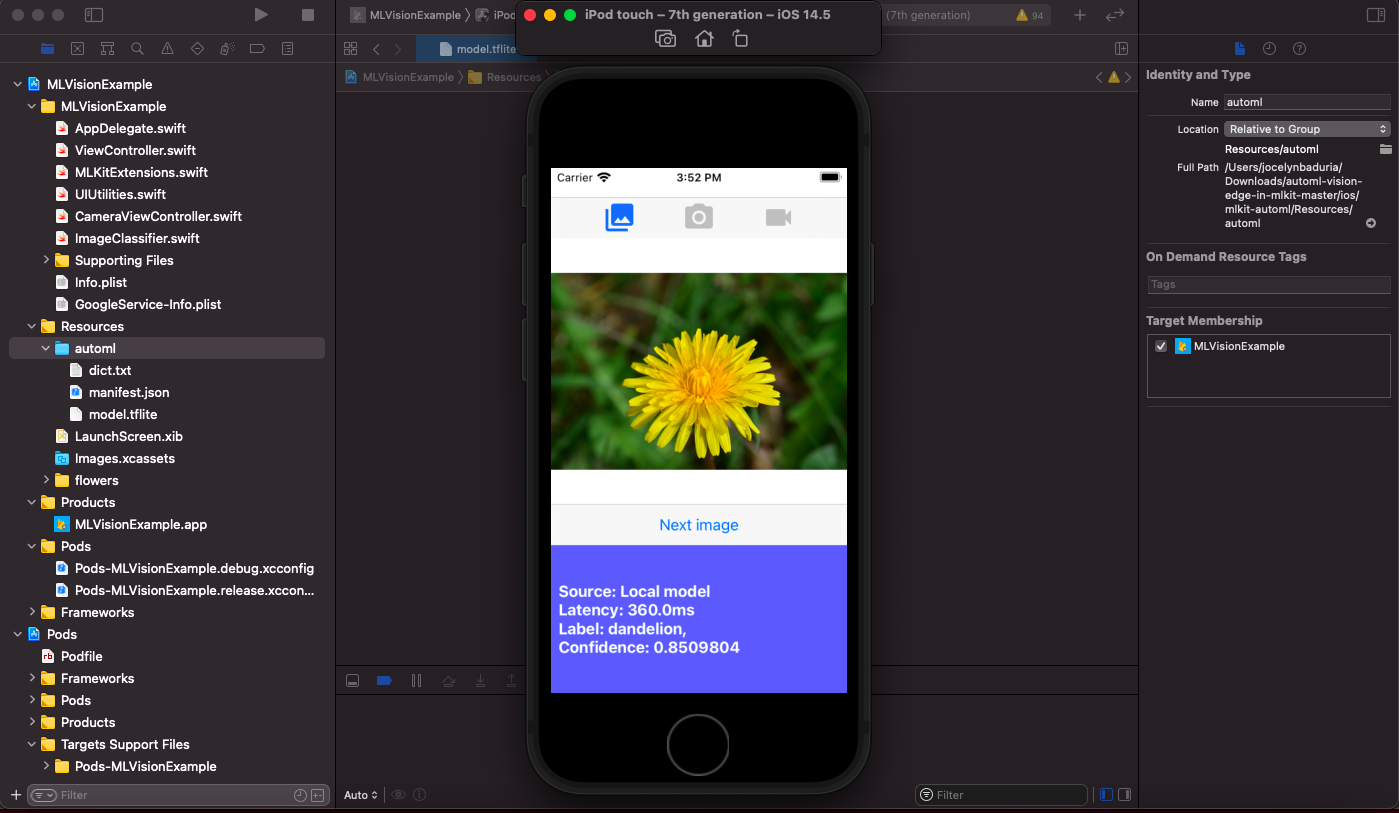 MLVisionExample
iPod
iPod touch – 7th generation – iOS 14.5
(7th generation)
94
model.tflite
MLVisionExample
Resources
MLVisionExample
MLVisionExample
AppDelegate.swift
ViewController.swift
MLKitExtensions.swift
UIUtilities.swift
CameraViewController.swift
ImageClassifier.swift
Supporting Files
Info.plist
GoogleService-Info.plist
Resources
automl
dict.txt
manifest.json
model.tflite
LaunchScreen.xib
Images.xcassets
flowers
Products
MLVisionExample.app
Pods
Pods-MLVisionExample.debug.xcconfig
Pods-MLVisionExample.release.xccon...
Frameworks
Pods
Podfile
Frameworks
Pods
Products
Targets Support Files
Pods-MLVisionExample
Filter
Carrier
3:52 PM
Next image
Source: Local model
Latency: 360.0ms
Label: dandelion,
Confidence: 0.8509804
Auto
Filter
Identity and Type
Name automl
Location Relative to Group
Resources/automl
Full Path /Users/jocelynbaduria/
Downloads/automl-vision-
edge-in-mlkit-master/ios/
mlkit-automl/Resources/
automl
On Demand Resource Tags
Tags
Target Membership
MLVisionExample